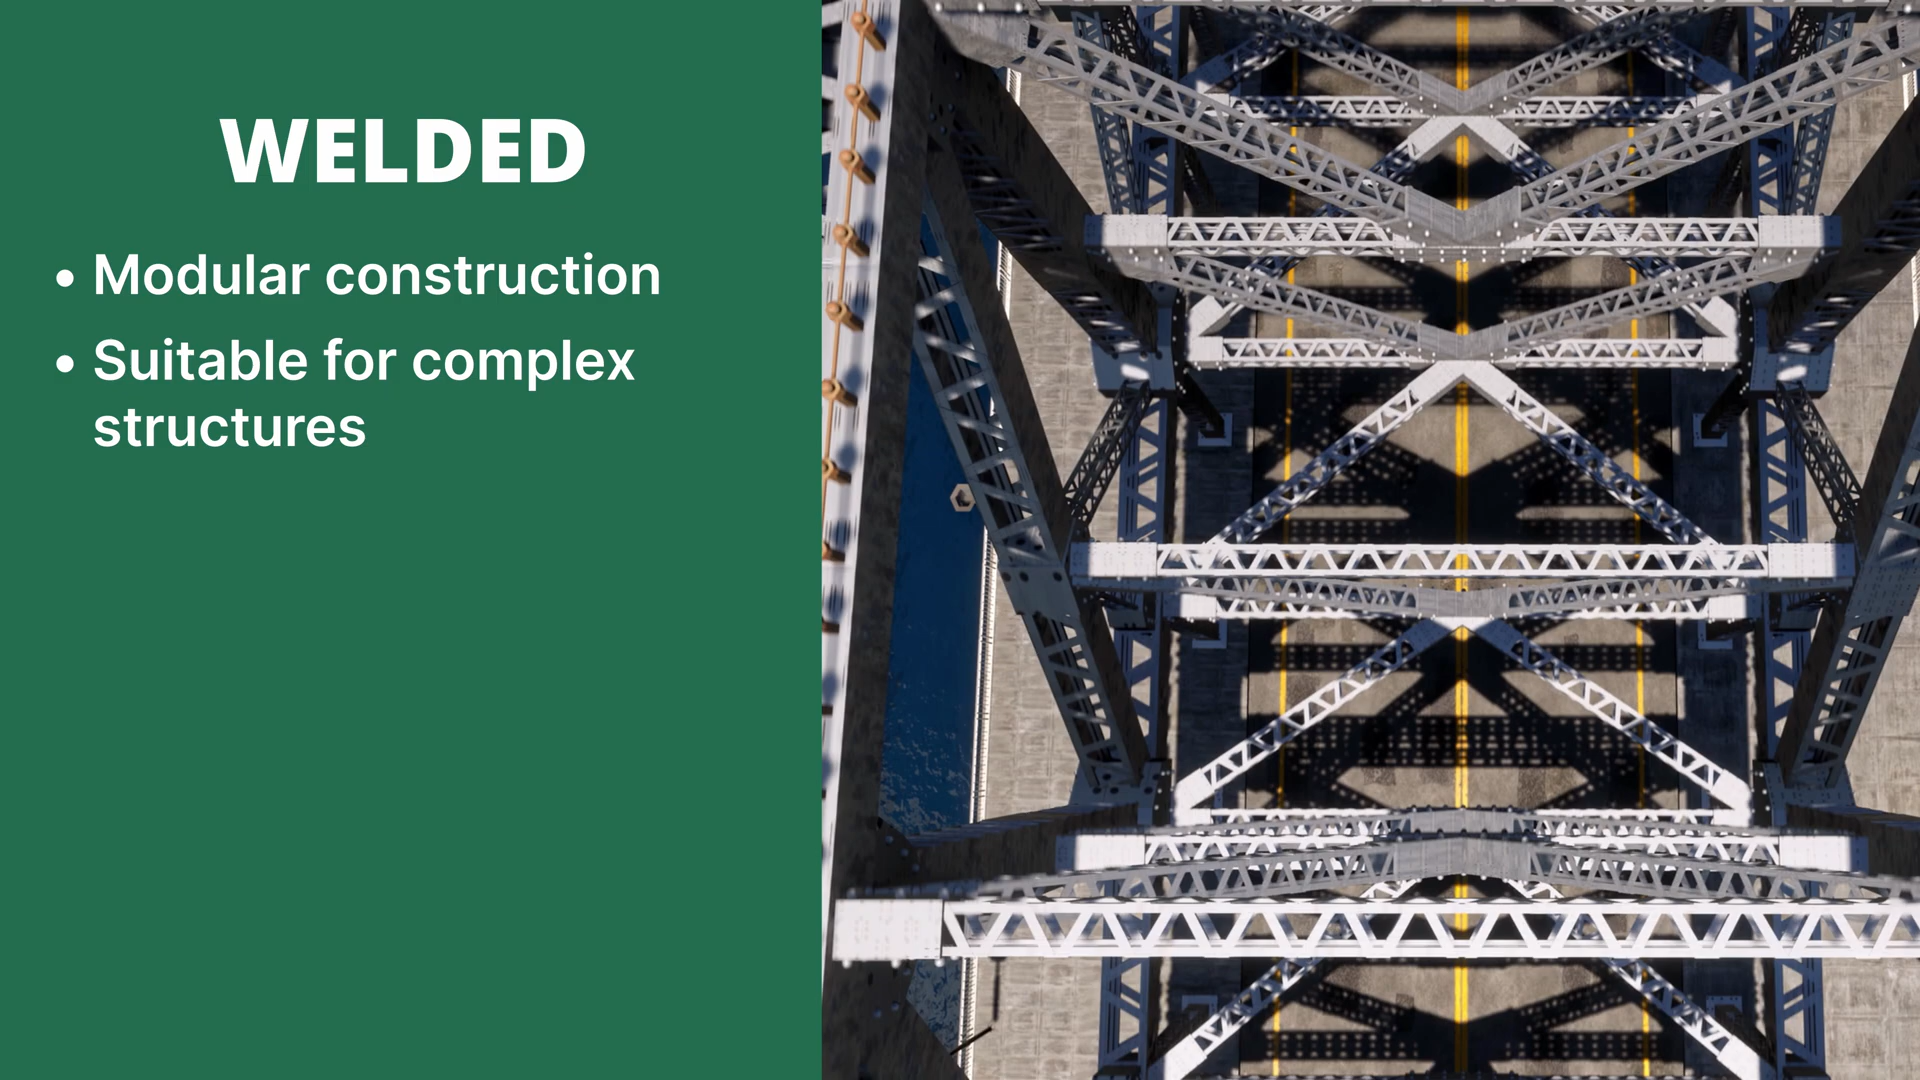 WELDED
• Modular construction
• Suitable for complex
structures